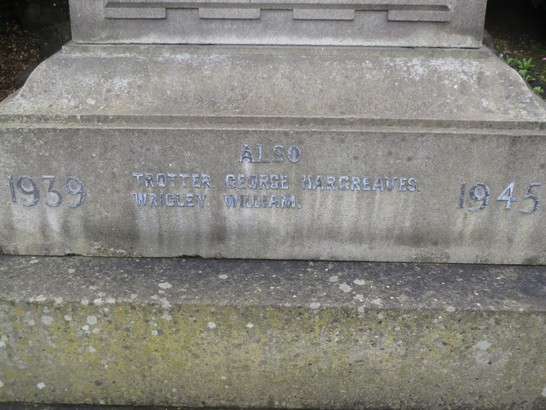 ALSO
1939 TROTTER. GEORGE HARGREAVES. 1945
WRIGLEY. WILLIAM.